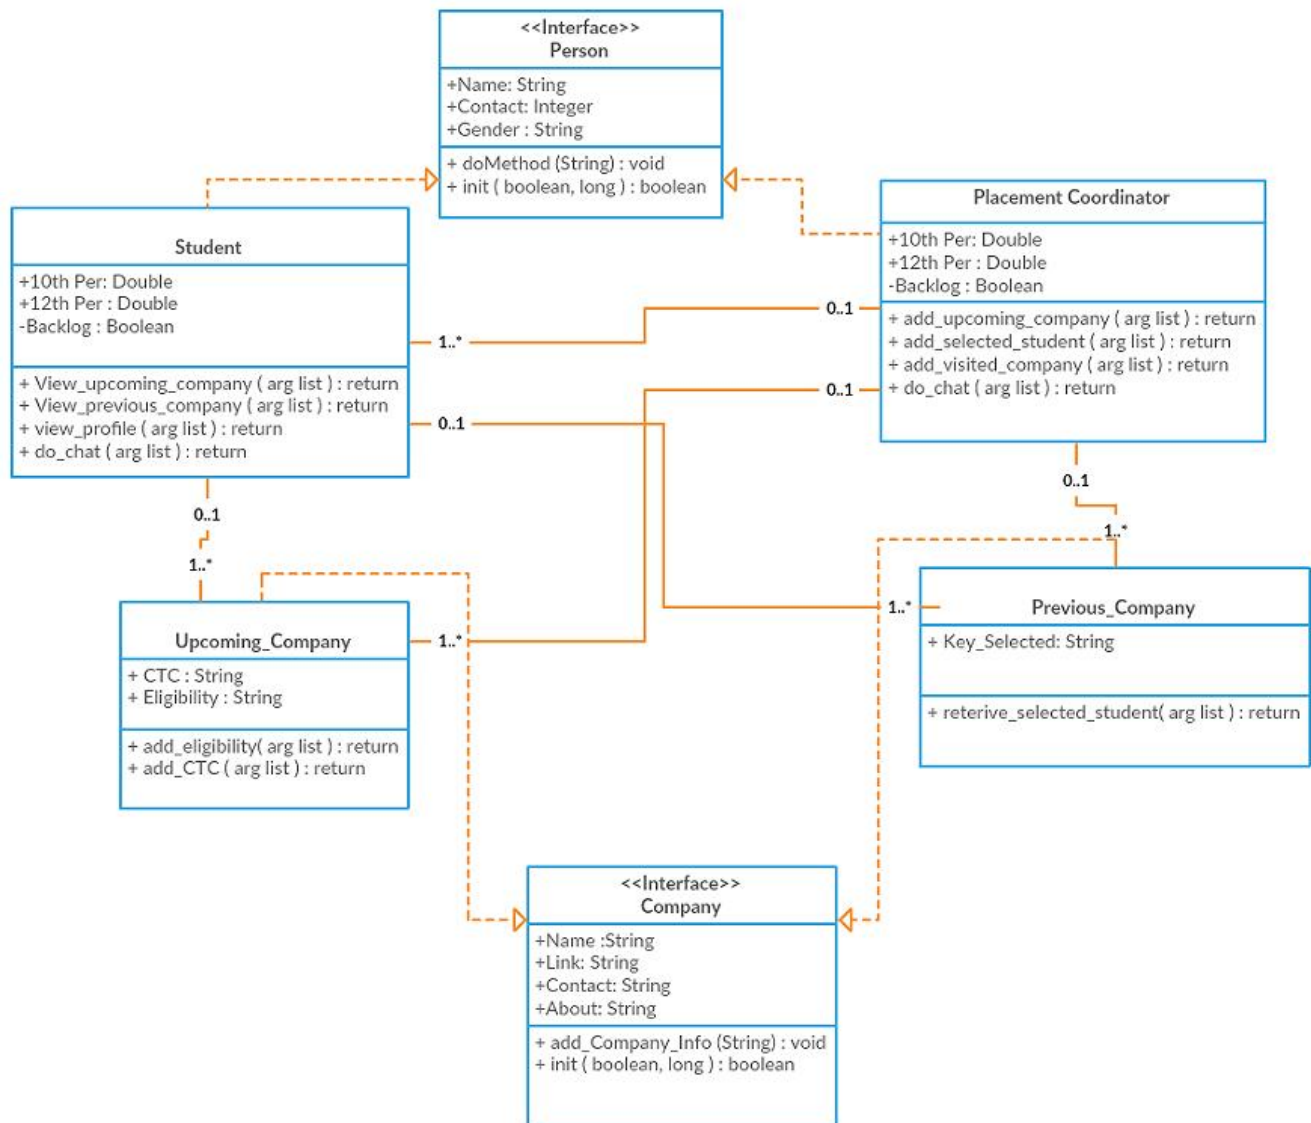 <<Interface>>
Person
+Name: String
+Contact: Integer
+Gender : String
+ doMethod (String) : void
+ init ( boolean, long ) : boolean
Student
+10th Per: Double
+12th Per : Double
-Backlog : Boolean
+ View_upcoming_company ( arg list ) : return
+ View_previous_company ( arg list ) : return
+ view_profile ( arg list ) : return
+ do_chat ( arg list ) : return
Placement Coordinator
+10th Per: Double
+12th Per : Double
-Backlog : Boolean
+ add_upcoming_company ( arg list ) : return
+ add_selected_student ( arg list ) : return
+ add_visited_company ( arg list ) : return
+ do_chat ( arg list ) : return
0..1
1..*
0..1
0..1
0..1
1..*
0..1
1..*
1..*
1..*
Upcoming_Company
+ CTC : String
+ Eligibility : String
+ add_eligibility( arg list ) : return
+ add_CTC ( arg list ) : return
Previous_Company
+ Key_Selected: String
+ reterive_selected_student( arg list ) : return
<<Interface>>
Company
+Name :String
+Link: String
+Contact: String
+About: String
+ add_Company_Info (String) : void
+ init ( boolean, long ) : boolean